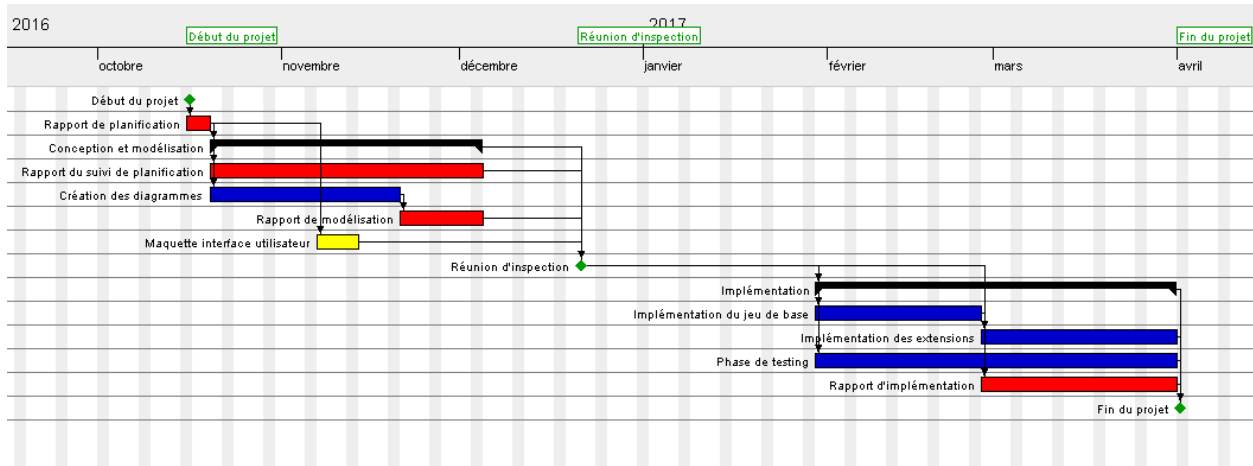 2016
2017
Début du projet
Réunion d'inspection
Fin du projet
octobre
novembre
décembre
janvier
février
mars
avril
Début du projet
Rapport de planification
Conception et modélisation
Rapport du suivi de planification
Création des diagrammes
Rapport de modélisation
Maquette interface utilisateur
Réunion d'inspection
Implémentation
Implémentation du jeu de base
Implémentation des extensions
Phase de testing
Rapport d'implémentation
Fin du projet